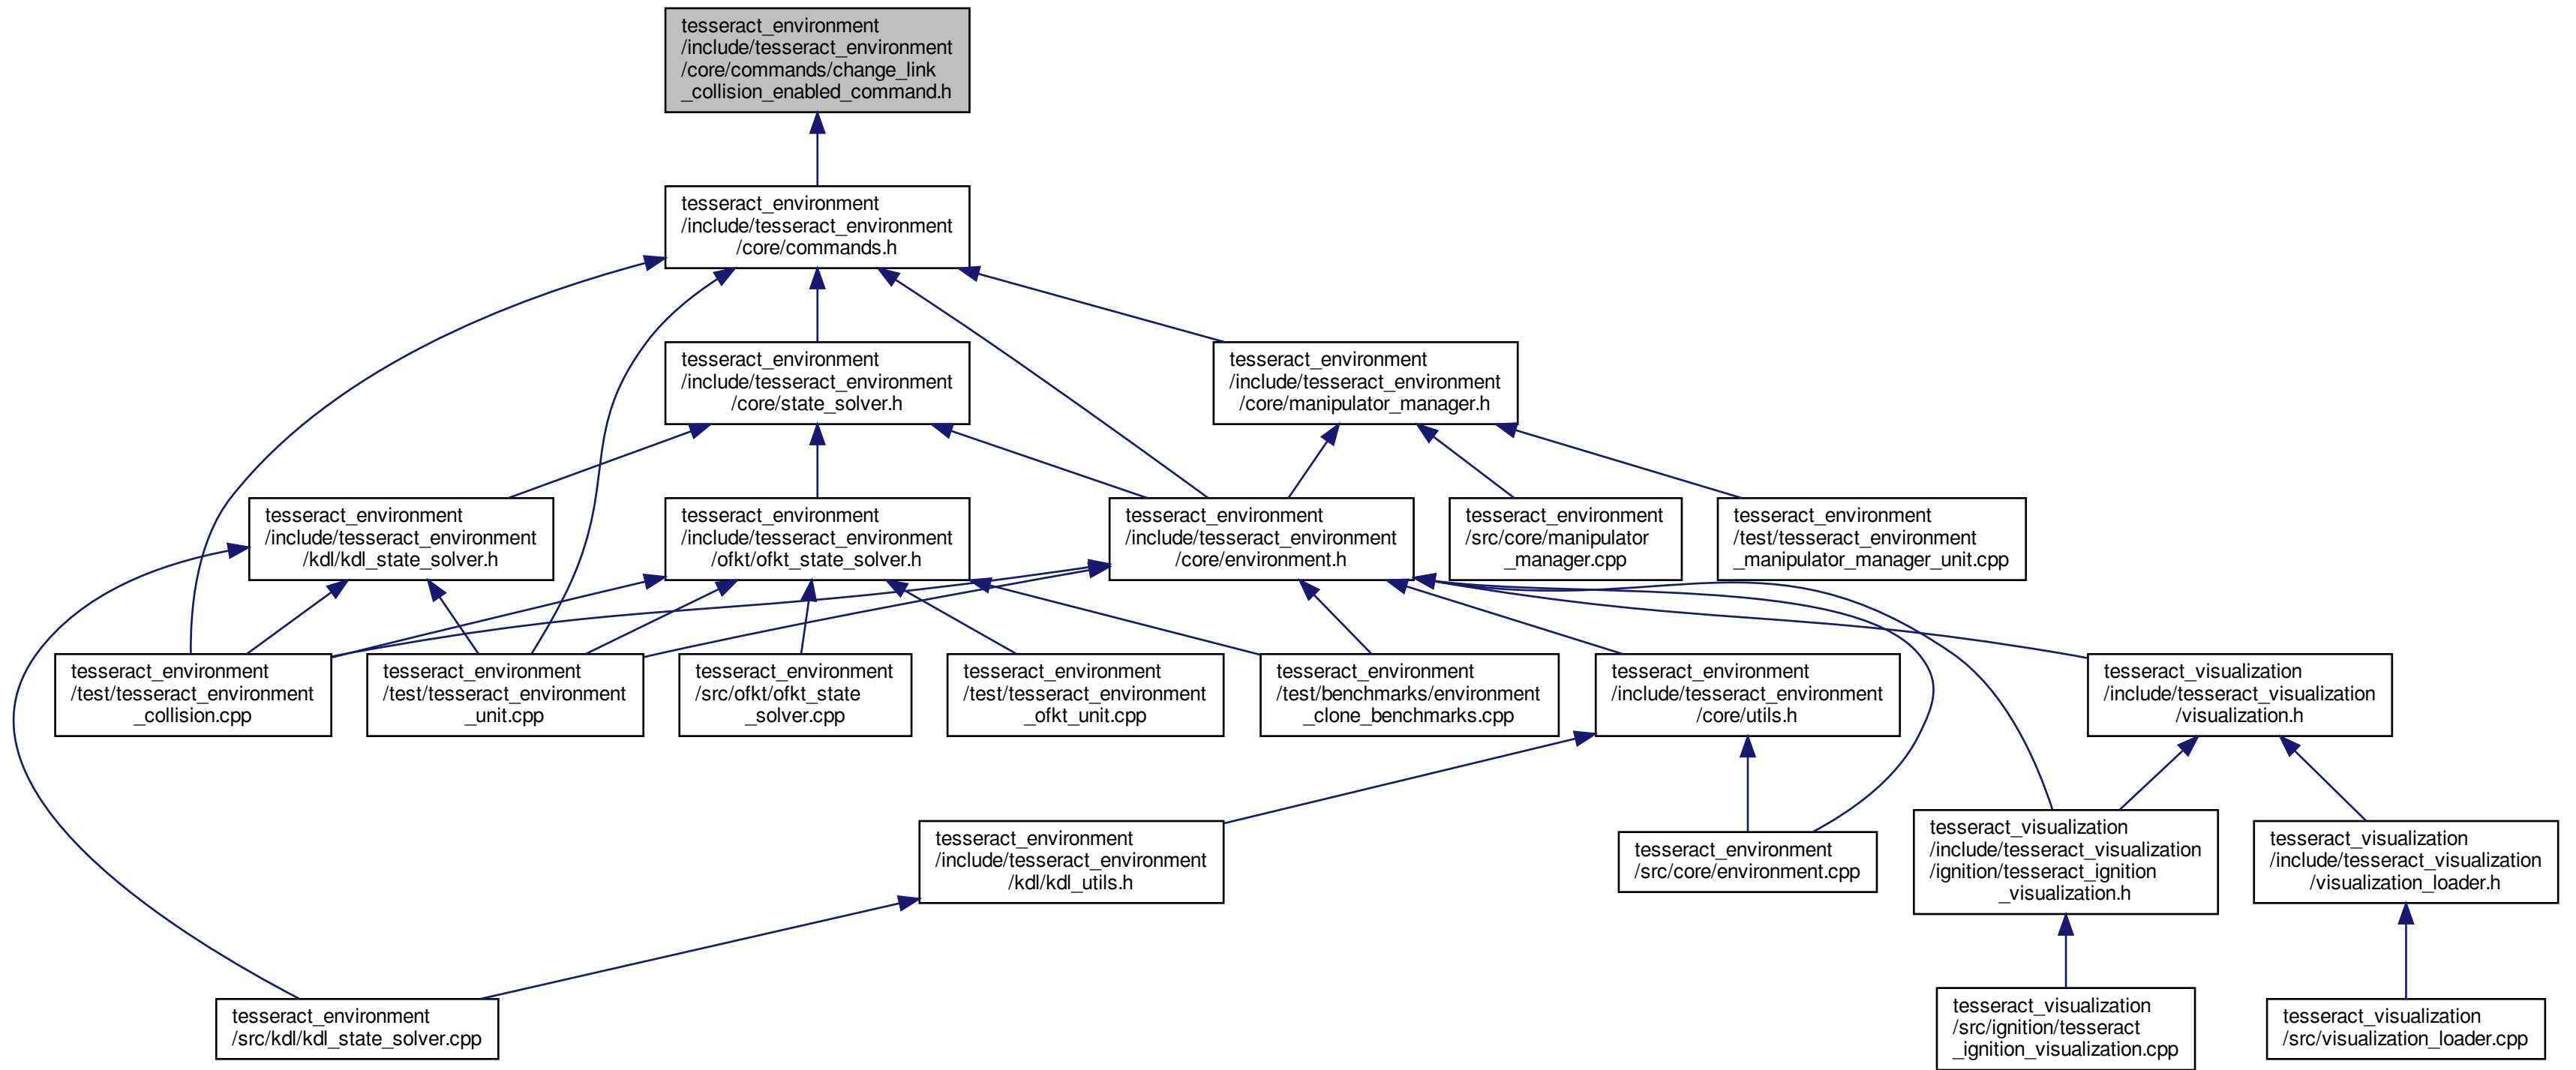 tesseract_environment
/include/tesseract_environment
/core/commands/change_link
_collision_enabled_command.h
tesseract_environment
/include/tesseract_environment
/core/commands.h
tesseract_environment
/include/tesseract_environment
/core/state_solver.h
tesseract_environment
/include/tesseract_environment
/core/manipulator_manager.h
tesseract_environment
/include/tesseract_environment
/kdl/kdl_state_solver.h
tesseract_environment
/include/tesseract_environment
/ofkt/ofkt_state_solver.h
tesseract_environment
/include/tesseract_environment
/core/environment.h
tesseract_environment
/src/core/manipulator
_manager.cpp
tesseract_environment
/test/tesseract_environment
_manipulator_manager_unit.cpp
tesseract_environment
/test/tesseract_environment
_collision.cpp
tesseract_environment
/test/tesseract_environment
_unit.cpp
tesseract_environment
/src/ofkt/ofkt_state
_solver.cpp
tesseract_environment
/test/tesseract_environment
_ofkt_unit.cpp
tesseract_environment
/test/benchmarks/environment
_clone_benchmarks.cpp
tesseract_environment
/include/tesseract_environment
/core/utils.h
tesseract_visualization
/include/tesseract_visualization
/visualization.h
tesseract_environment
/include/tesseract_environment
/kdl/kdl_utils.h
tesseract_environment
/src/core/environment.cpp
tesseract_visualization
/include/tesseract_visualization
/ignition/tesseract_ignition
_visualization.h
tesseract_visualization
/include/tesseract_visualization
/visualization_loader.h
tesseract_environment
/src/kdl/kdl_state_solver.cpp
tesseract_visualization
/src/ignition/tesseract
_ignition_visualization.cpp
tesseract_visualization
/src/visualization_loader.cpp